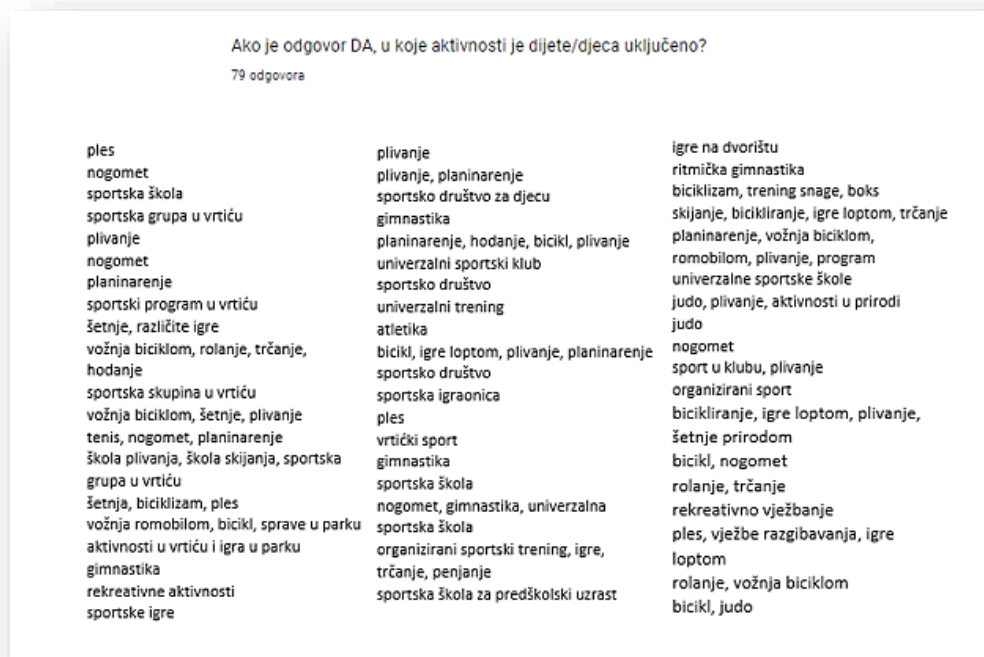 Ako je odgovor DA, u koje aktivnosti je dijete/djeca uključeno?
79 odgovora
ples
nogomet
sportska škola
sportska grupa u vrtiću
plivanje
nogomet
planinarenje
sportski program u vrtiću
šetnje, različite igre
vožnja biciklom, rolanje, trčanje,
hodanje
sportska skupina u vrtiću
vožnja biciklom, šetnje, plivanje
tenis, nogomet, planinarenje
škola plivanja, škola skijanja, sportska
grupa u vrtiću
šetnja, biciklizam, ples
vožnja romobilom, bicikl, sprave u parku
aktivnosti u vrtiću i igra u parku
gimnastika
rekreativne aktivnosti
sportske igre
plivanje
plivanje, planinarenje
sportsko društvo za djecu
gimnastika
planinarenje, hodanje, bicikl, plivanje
univerzalni sportski klub
sportsko društvo
univerzalni trening
atletika
bicikl, igre loptom, plivanje, planinarenje
sportsko društvo
sportska igraonica
ples
vrtićki sport
gimnastika
sportska škola
nogomet, gimnastika, univerzalna
sportska škola
organizirani sportski trening, igre,
trčanje, penjanje
sportska škola za predškolski uzrast
igre na dvorištu
ritmička gimnastika
biciklizam, trening snage, boks
skijanje, bicikliranje, igre loptom, trčanje
planinarenje, vožnja biciklom,
romobilom, plivanje, program
univerzalne sportske škole
judo, plivanje, aktivnosti u prirodi
judo
nogomet
sport u klubu, plivanje
organizirani sport
bicikliranje, igre loptom, plivanje,
šetnje prirodom
bicikl, nogomet
rolanje, trčanje
rekreativno vježbanje
ples, vježbe razgibavanja, igre
loptom
rolanje, vožnja biciklom
bicikl, judo